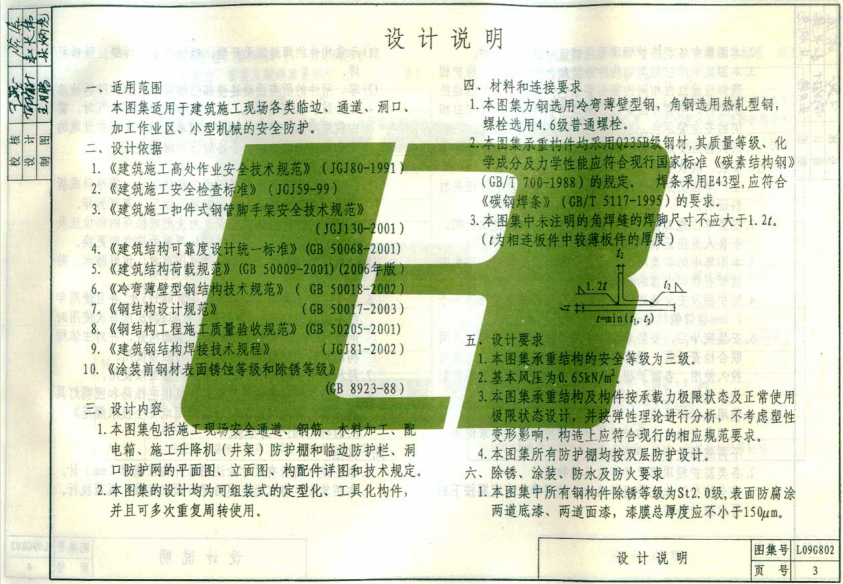 设计说明
一、适用范围
本图集适用于建筑施工现场各类临边、通道、洞口、
加工作业区及小型机械的安全防护。
二、设计依据
1.《建筑施工高处作业安全技术规范》(JGJ80-1991)
2.《建筑施工安全检查标准》(JGJ59-99)
3.《建筑施工扣件式钢管脚手架安全技术规范》
(JGJ130-2001)
4.《建筑结构可靠度设计统一标准》(GB 50068-2001)
5.《建筑结构荷载规范》(GB 50009-2001)(2006年版)
6.《冷弯薄壁型钢结构技术规范》(GB 50018-2002)
7.《钢结构设计规范》(GB 50017-2003)
8.《钢结构工程施工质量验收规范》(GB 50205-2001)
9.《建筑钢结构焊接技术规程》(JGJ81-2002)
10.《涂装前钢材表面锈蚀等级和除锈等级》
(GB 8923-88)
三、设计内容
1.本图集包括施工现场安全通道、钢筋、木料加工、配
电箱、施工升降机(井架)防护棚和临边防护栏、洞
口防护网的平面图、立面图、构配件详图和技术规定。
2.本图集的设计均为可组装式的定型化、工具化构件,
并且可多次重复周转使用。
四、材料和连接要求
1.本图集方钢选用冷弯薄壁型钢,角钢选用热轧型钢,
螺栓选用4.6级普通螺栓。
2.本图集承重构件均采用Q235B级钢材,其质量等级、化
学成分及力学性能应符合现行国家标准《碳素结构钢》
(GB/T 700-1988)的规定。 焊条采用E43型,应符合
《碳钢焊条》(GB/T 5117-1995)的要求。
3.本图集中未注明的角焊缝的焊脚尺寸不应大于1.2t。
(t为相连板件中较薄板件的厚度)
t2
1.2t
t2
t1
t=min(t1, t2)
五、设计要求
1.本图集承重结构的安全等级为三级。
2.基本风压为0.65kN/m²。
3.本图集承重结构及构件按承载力极限状态及正常使用
极限状态设计,并按弹性理论进行分析,不考虑塑性
变形影响,构造上应符合现行的相应规范要求。
4.本图集所有防护棚均按双层防护设计。
六、除锈、涂装、防水及防火要求
1.本图集中所有钢构件除锈等级为St2.0级,表面防腐涂
两道底漆、两道面漆,漆膜总厚度应不小于150μm。
校核
设计
制图
设计说明
图集号 L09G802
页号 3